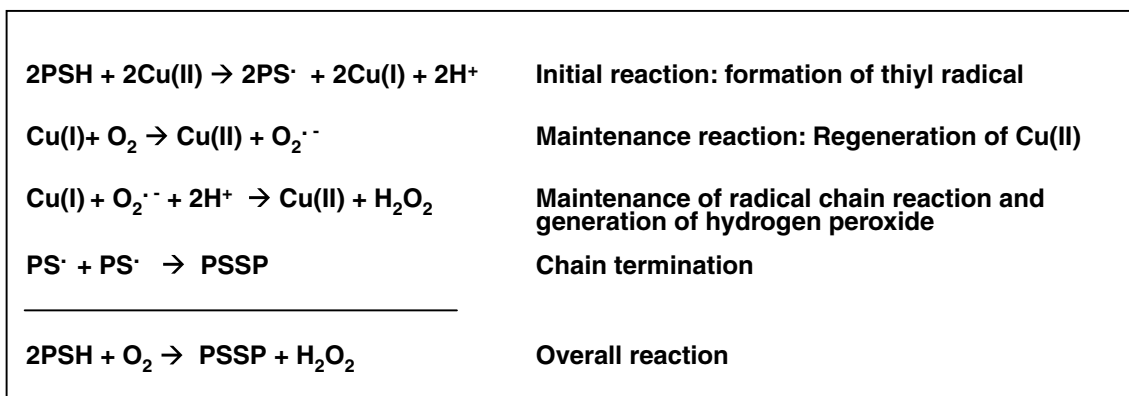 2PSH + 2Cu(II) → 2PS· + 2Cu(I) + 2H⁺ Initial reaction: formation of thiyl radical
Cu(I)+ O₂ → Cu(II) + O₂·⁻ Maintenance reaction: Regeneration of Cu(II)
Cu(I) + O₂·⁻ + 2H⁺ → Cu(II) + H₂O₂ Maintenance of radical chain reaction and
generation of hydrogen peroxide
PS· + PS· → PSSP Chain termination
2PSH + O₂ → PSSP + H₂O₂ Overall reaction